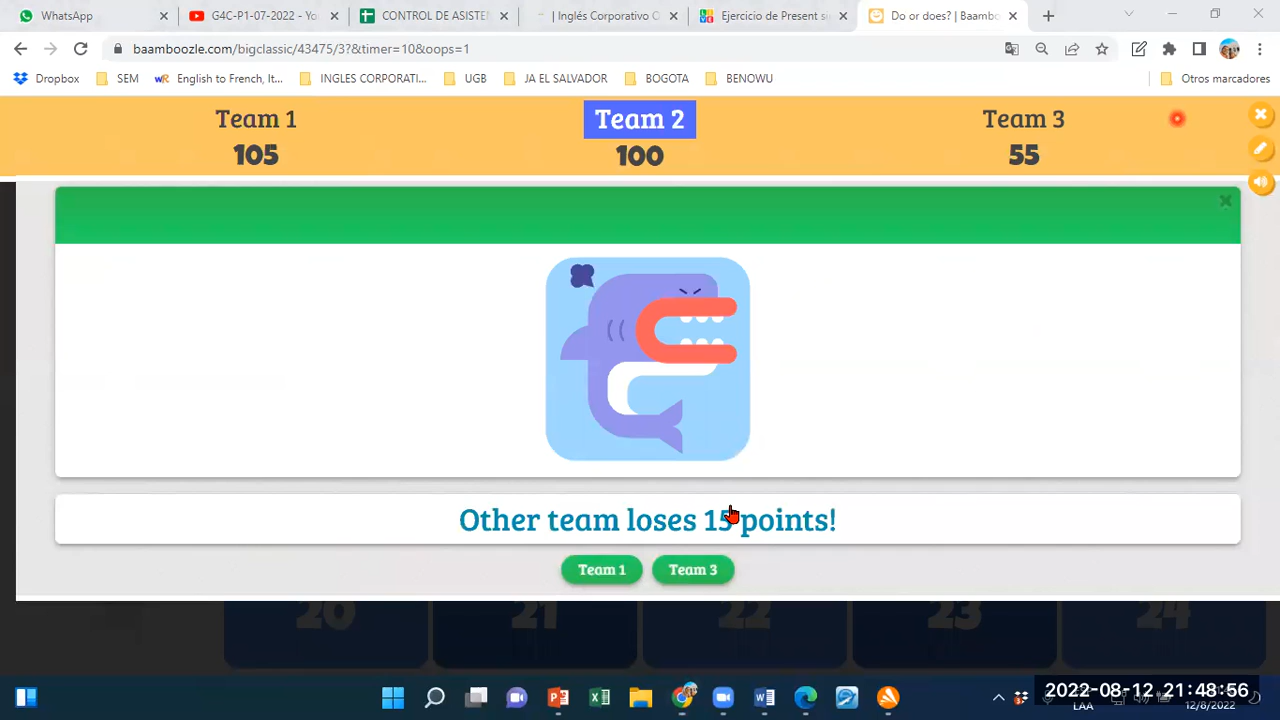 WhatsApp
G4C-P1-07-2022 - Yo
CONTROL DE ASISTE
| Inglés Corporativo O
Ejercicio de Present s
Do or does? | Baambo
baamboozle.com/bigclassic/43475/3?&timer=10&oops=1
Dropbox
SEM
English to French, It...
INGLES CORPORATI...
UGB
JA EL SALVADOR
BOGOTA
BENOWU
Otros marcadores
Team 1
Team 2
Team 3
105
100
55
Other team loses 15 points!
Team 1
Team 3
20
21
22
23
24
2022-08-12 21:48:56
LAA
12/8/2022